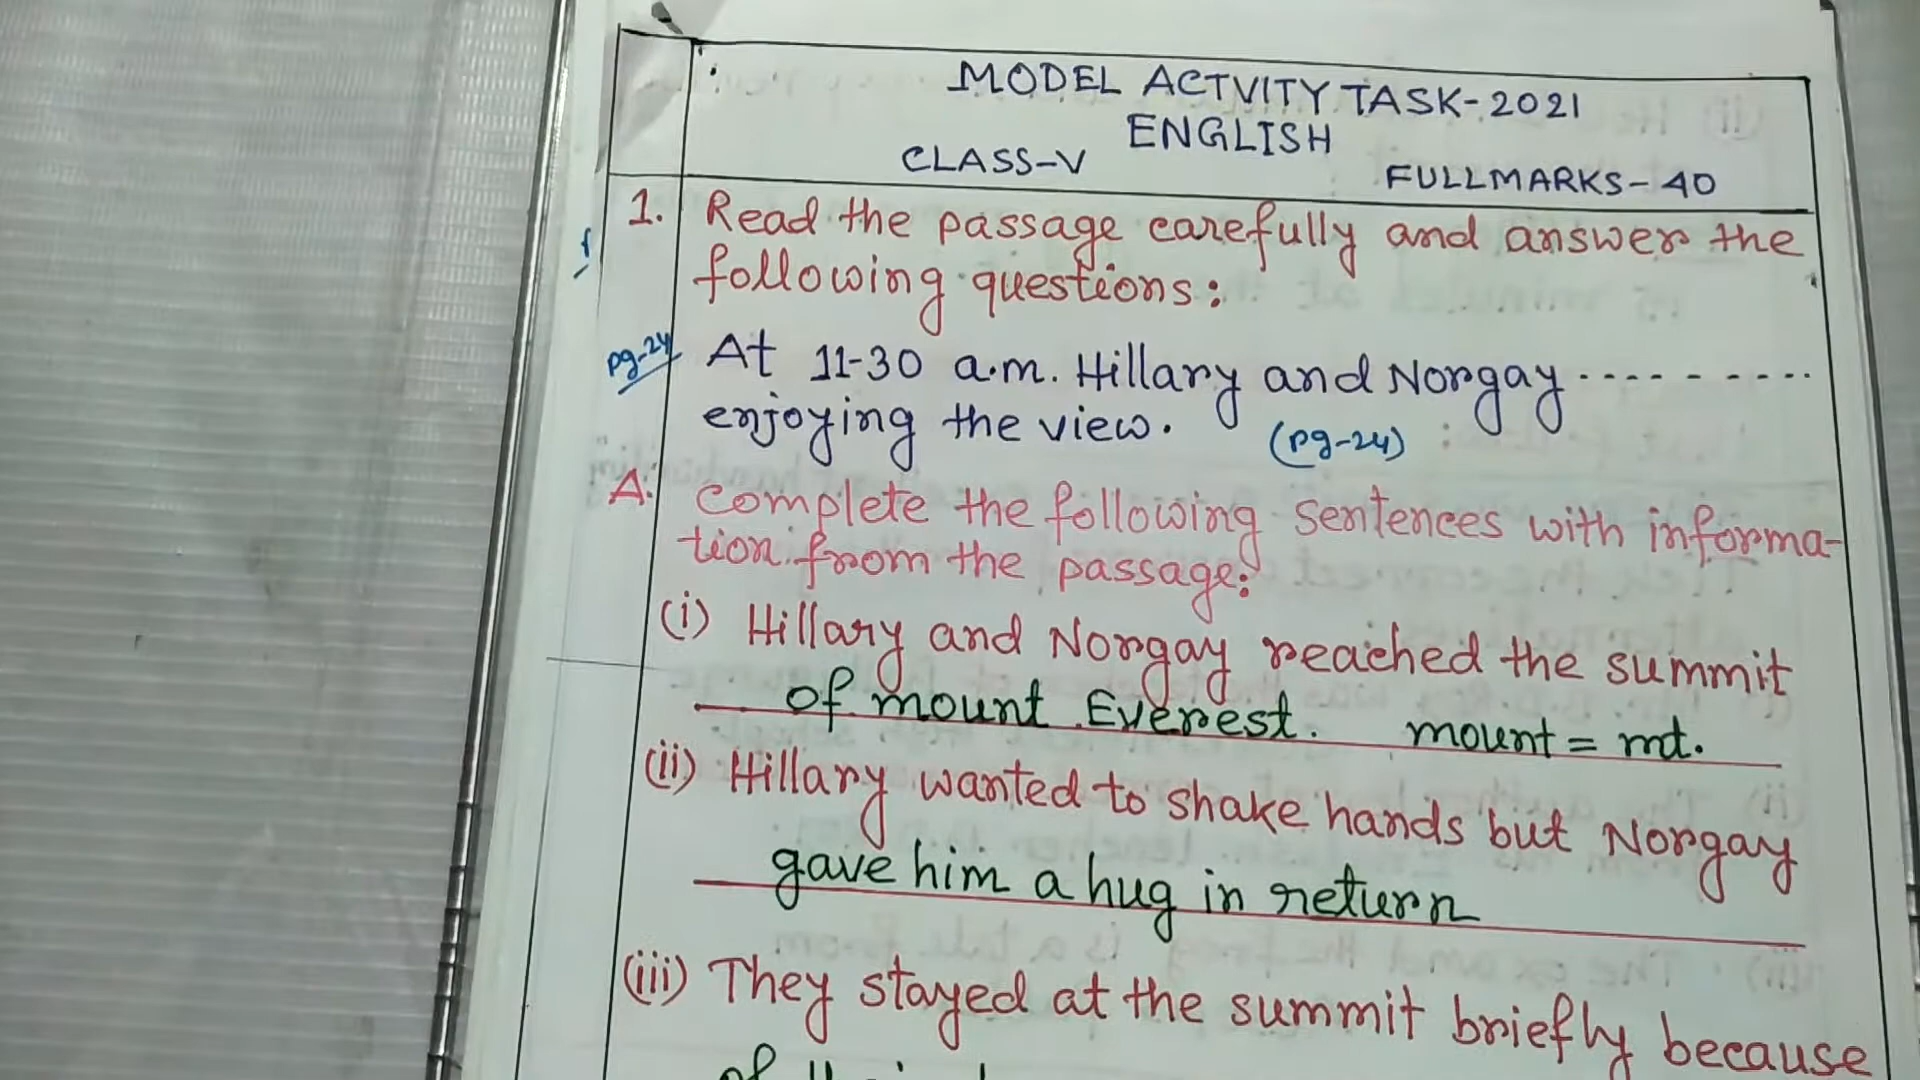 MODEL ACTVITY TASK-2021
ENGLISH
CLASS-V FULLMARKS-40
1. Read the passage carefully and answer the
following questions:
pg-24 At 11-30 a.m. Hillary and Norgay ----------
enjoying the view. (pg-24)
A. Complete the following sentences with informa-
tion from the passage:
(i) Hillary and Norgay reached the summit
of mount Everest. mount = mt.
(ii) Hillary wanted to shake hands but Norgay
gave him a hug in return
(iii) They stayed at the summit briefly because